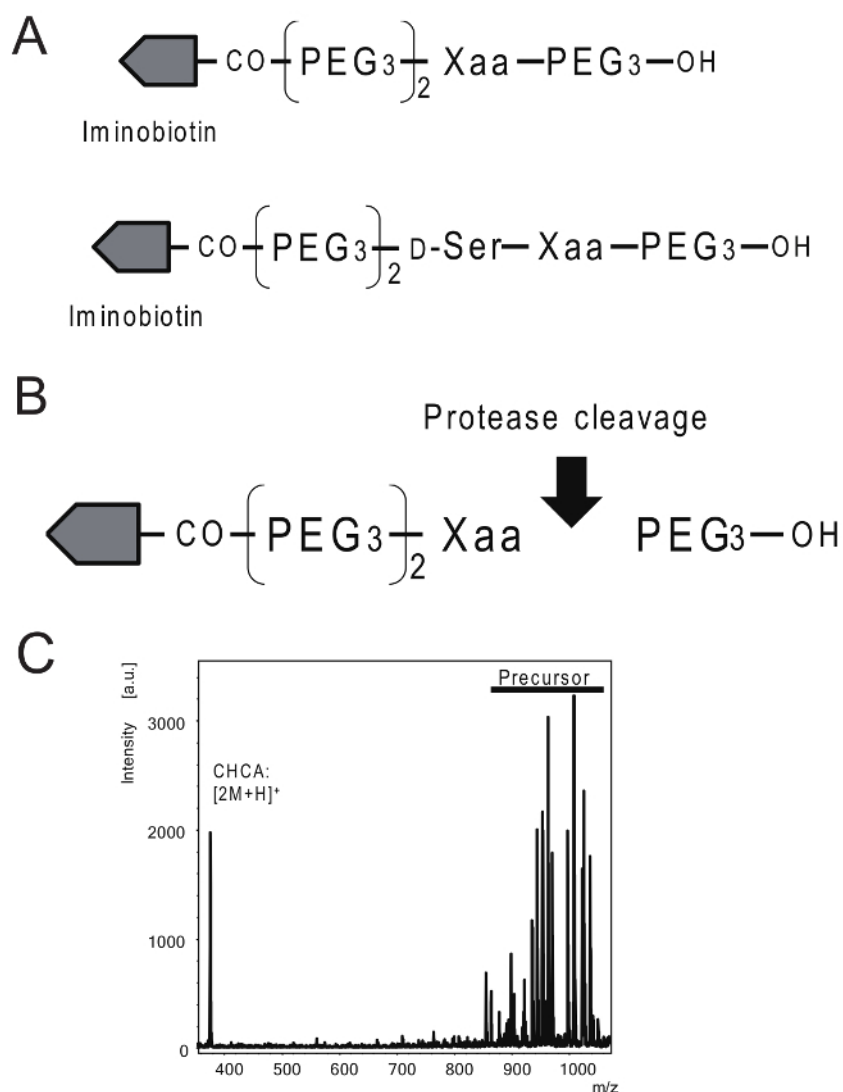 A
CO PEG3 2 Xaa PEG3 OH
Iminobiotin
CO PEG3 2 D-Ser Xaa PEG3 OH
Iminobiotin
B
Protease cleavage
CO PEG3 2 Xaa PEG3 OH
C
Intensity [a.u.]
Precursor
3000
CHCA:
[2M+H]+
2000
1000
0
400 500 600 700 800 900 1000
m/z